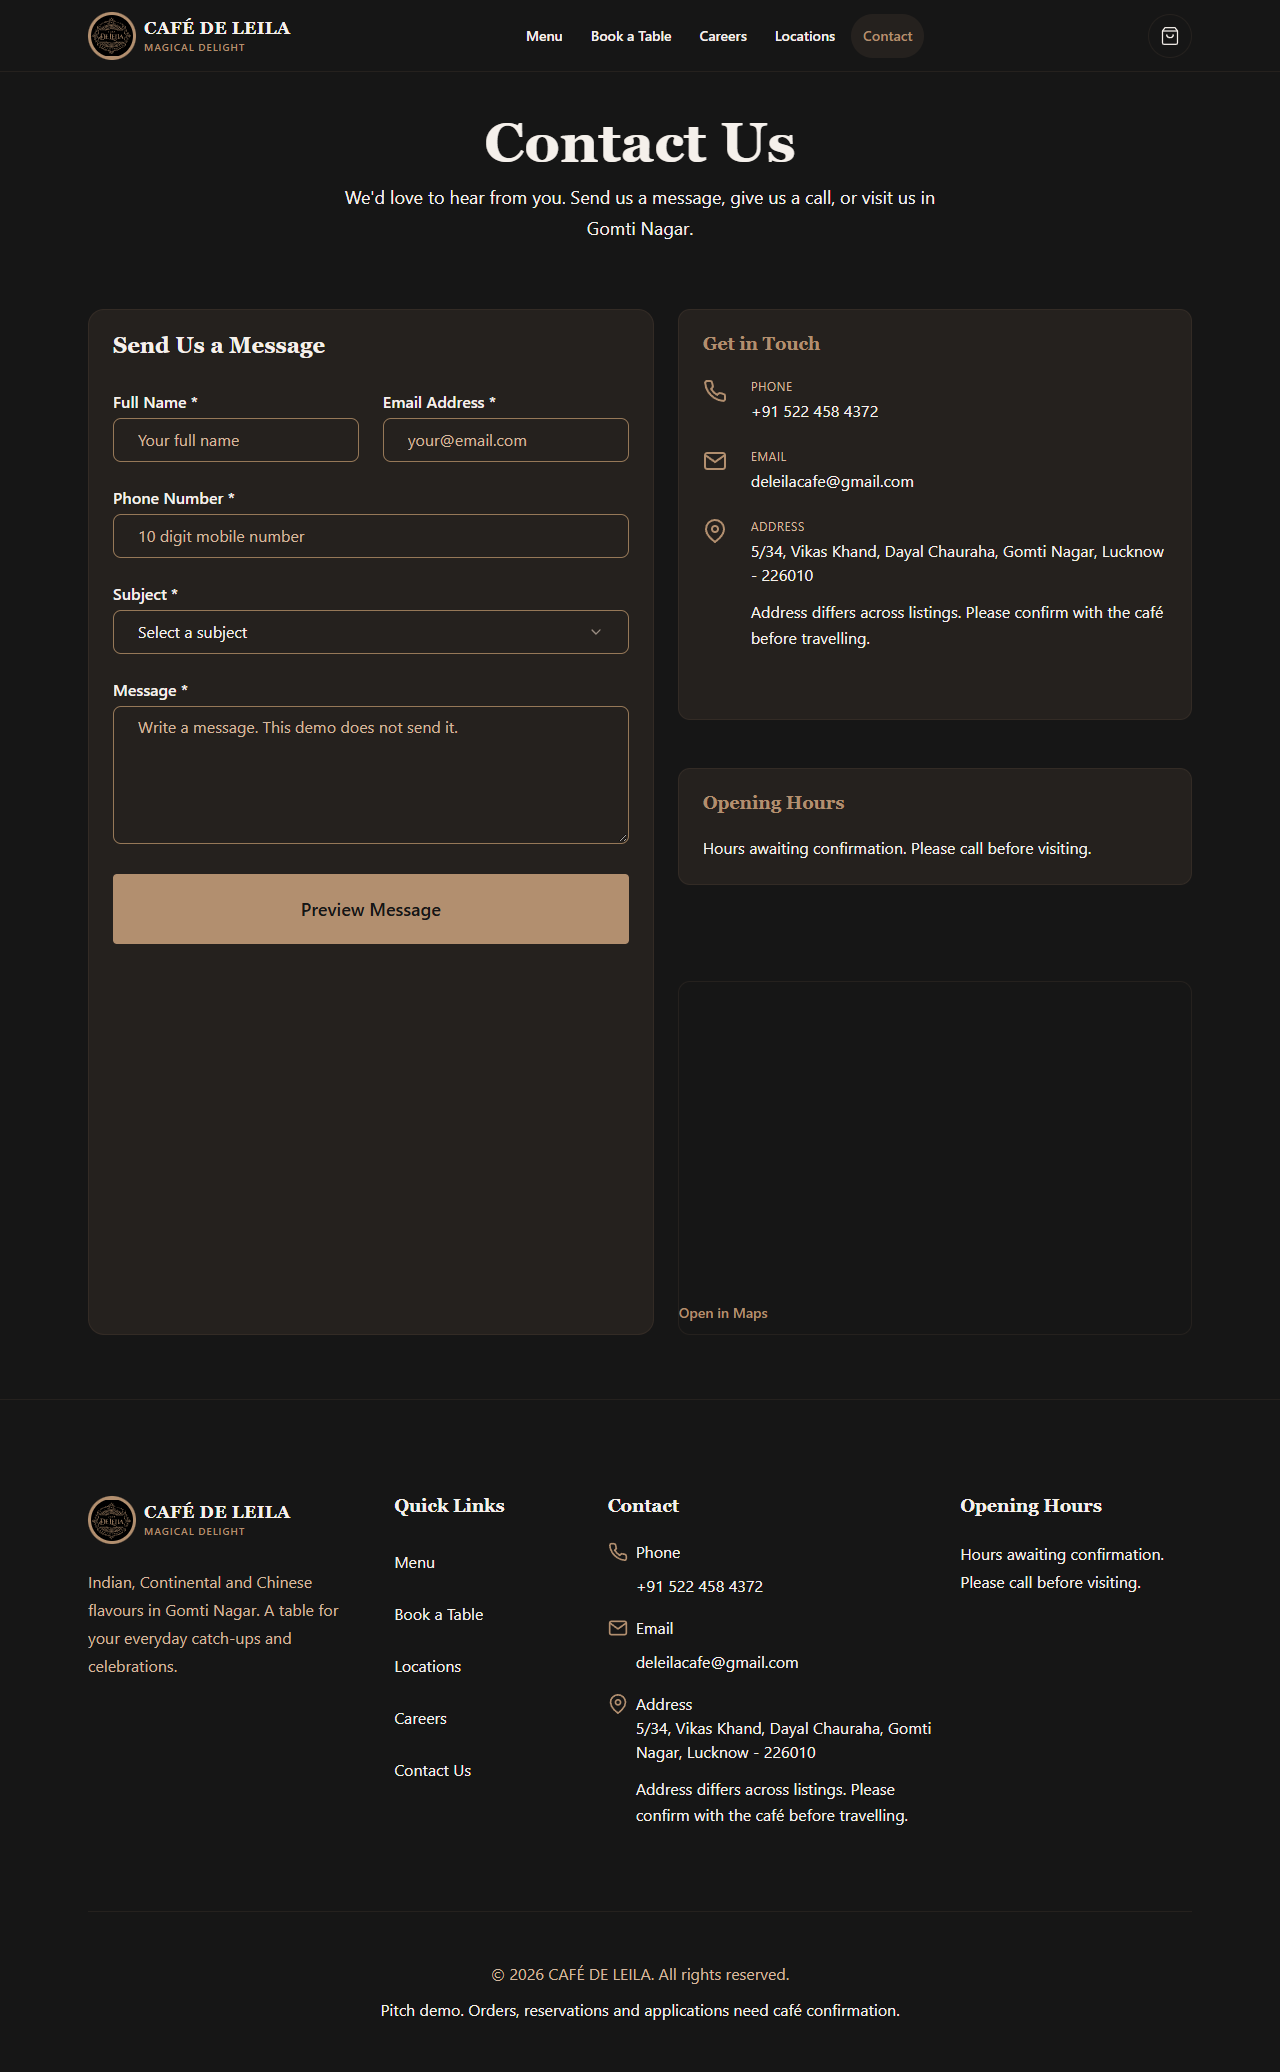 CAFÉ DE LEILA
MAGICAL DELIGHT
Menu
Book a Table
Careers
Locations
Contact
Contact Us
We'd love to hear from you. Send us a message, give us a call, or visit us in
Gomti Nagar.
Send Us a Message
Full Name *
Email Address *
Your full name
your@email.com
Phone Number *
10 digit mobile number
Subject *
Select a subject
Message *
Write a message. This demo does not send it.
Preview Message
Get in Touch
PHONE
+91 522 458 4372
EMAIL
deleilacafe@gmail.com
ADDRESS
5/34, Vikas Khand, Dayal Chauraha, Gomti Nagar, Lucknow
- 226010
Address differs across listings. Please confirm with the café
before travelling.
Opening Hours
Hours awaiting confirmation. Please call before visiting.
Open in Maps
CAFÉ DE LEILA
MAGICAL DELIGHT
Indian, Continental and Chinese
flavours in Gomti Nagar. A table for
your everyday catch-ups and
celebrations.
Quick Links
Menu
Book a Table
Locations
Careers
Contact Us
Contact
Phone
+91 522 458 4372
Email
deleilacafe@gmail.com
Address
5/34, Vikas Khand, Dayal Chauraha, Gomti
Nagar, Lucknow - 226010
Address differs across listings. Please
confirm with the café before travelling.
Opening Hours
Hours awaiting confirmation.
Please call before visiting.
© 2026 CAFÉ DE LEILA. All rights reserved.
Pitch demo. Orders, reservations and applications need café confirmation.